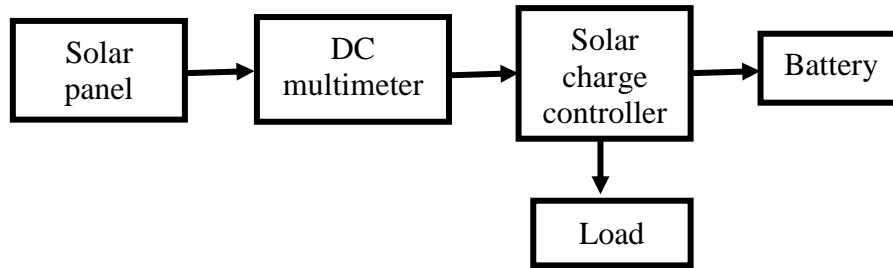 Solar
panel
DC
multimeter
Solar
charge
controller
Battery
Load